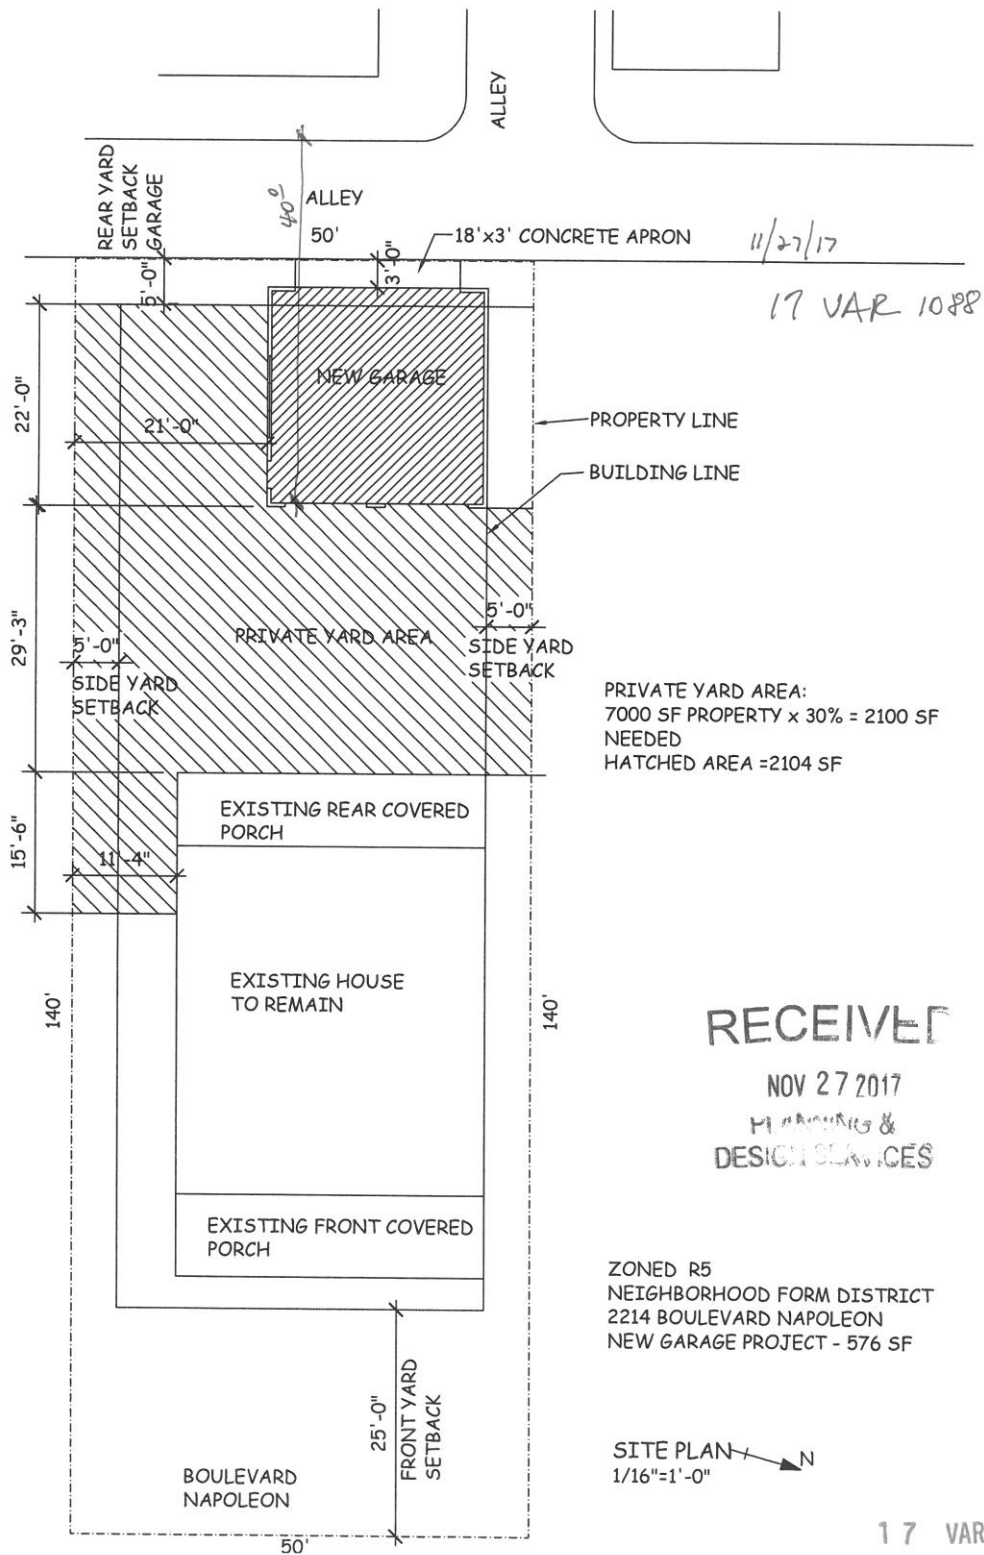 ALLEY
REAR YARD
SETBACK
GARAGE
40⁰
ALLEY
50'
18'x3' CONCRETE APRON
11/27/17
17 VAR 1088
5'-0"
3'-0"
22'-0"
NEW GARAGE
21'-0"
PROPERTY LINE
BUILDING LINE
29'-3"
PRIVATE YARD AREA
5'-0"
SIDE YARD
SETBACK
5'-0"
SIDE YARD
SETBACK
PRIVATE YARD AREA:
7000 SF PROPERTY x 30% = 2100 SF
NEEDED
HATCHED AREA =2104 SF
15'-6"
11'-4"
EXISTING REAR COVERED
PORCH
EXISTING HOUSE
TO REMAIN
140'
140'
RECEIVED
NOV 27 2017
PLANNING &
DESIGN SERVICES
EXISTING FRONT COVERED
PORCH
ZONED R5
NEIGHBORHOOD FORM DISTRICT
2214 BOULEVARD NAPOLEON
NEW GARAGE PROJECT - 576 SF
25'-0"
FRONT YARD
SETBACK
SITE PLAN
N
1/16"=1'-0"
BOULEVARD
NAPOLEON
50'
17 VAR